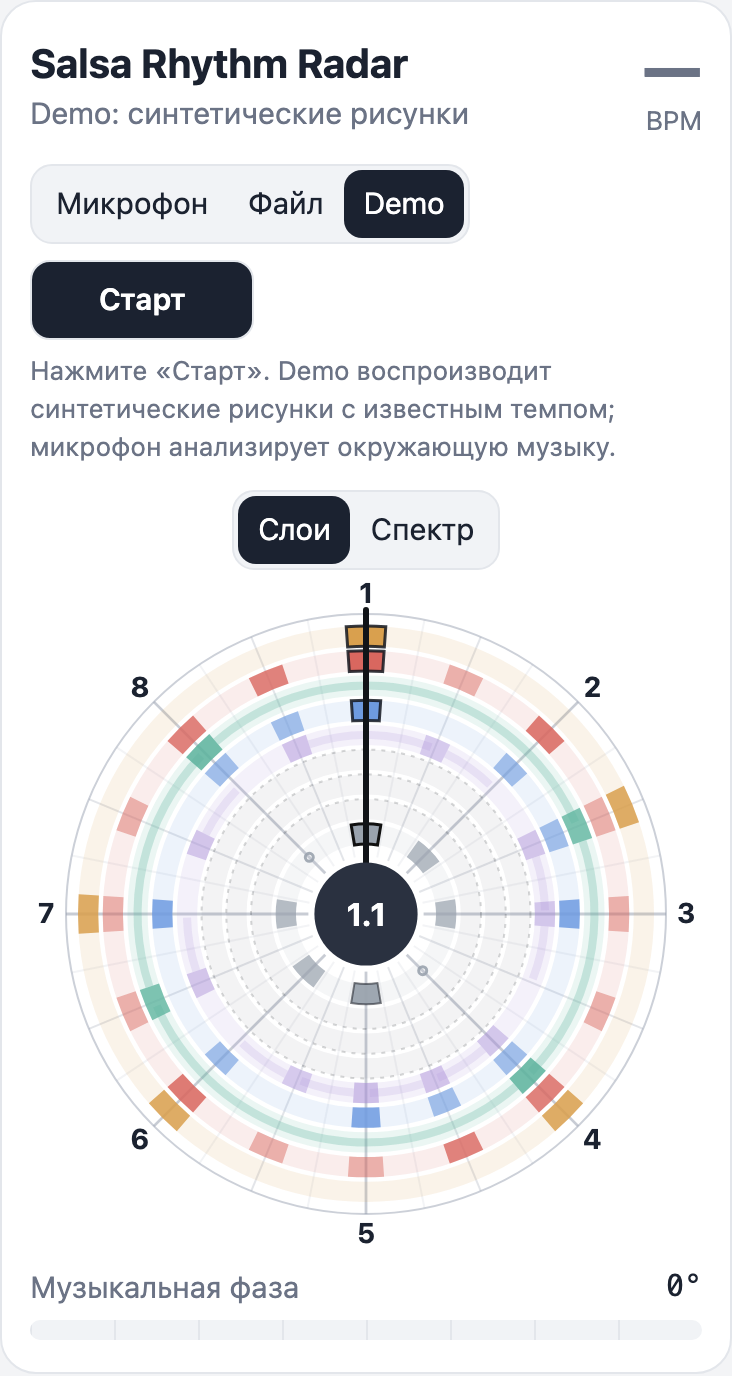 Salsa Rhythm Radar
—
Demo: синтетические рисунки
BPM
Микрофон Файл Demo
Старт
Нажмите «Старт». Demo воспроизводит
синтетические рисунки с известным темпом;
микрофон анализирует окружающую музыку.
Слои Спектр
1
8
2
7
1.1
3
6
4
5
Музыкальная фаза
0°